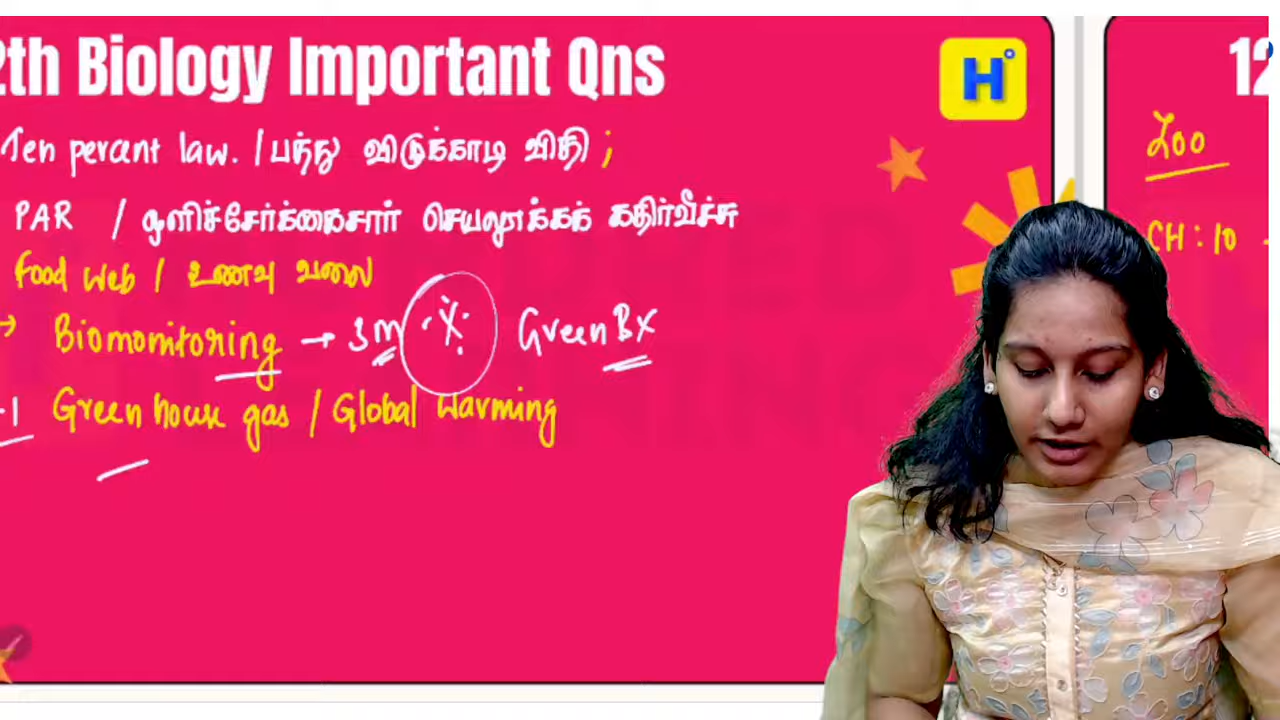 2th Biology Important Qns
H
12
Ten percent law. / பத்து விழுக்காடு விதி ;
PAR / ஒளிச்சேர்க்கைசார் செயலூக்கக் கதிர்வீச்சு
Food web / உணவு வலை
→ Biomonitoring → 3m X Green Bx
-1 Green house gas / Global warming
Zoo
CH : 10 -